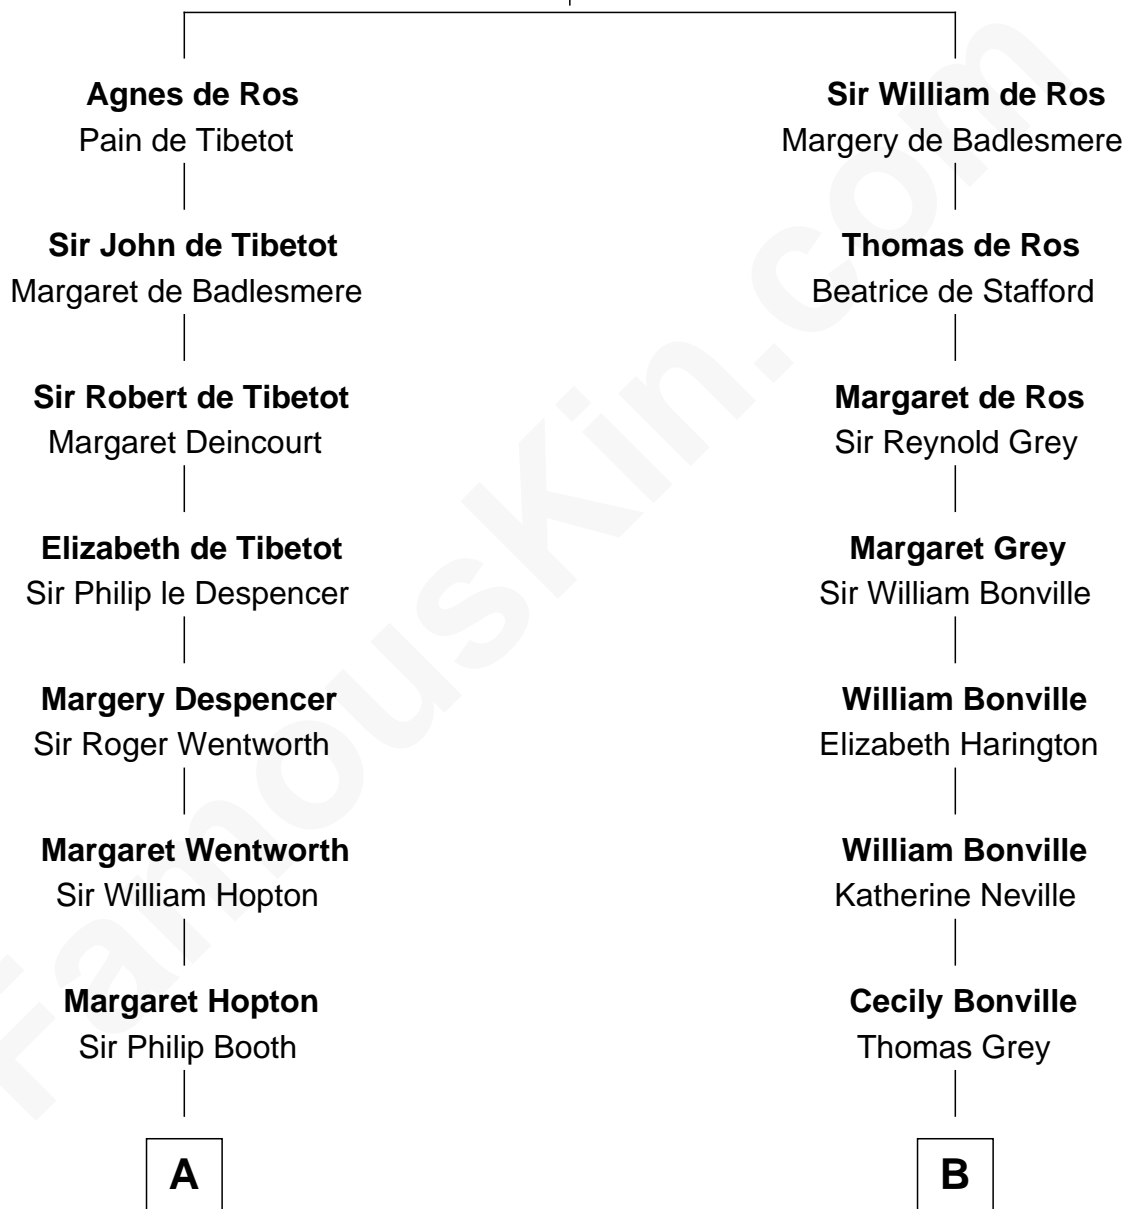 Agnes de Ros
Pain de Tibetot
Sir John de Tibetot
Margaret de Badlesmere
Sir Robert de Tibetot
Margaret Deincourt
Elizabeth de Tibetot
Sir Philip le Despencer
Margery Despencer
Sir Roger Wentworth
Margaret Wentworth
Sir William Hopton
Margaret Hopton
Sir Philip Booth
A
Sir William de Ros
Margery de Badlesmere
Thomas de Ros
Beatrice de Stafford
Margaret de Ros
Sir Reynold Grey
Margaret Grey
Sir William Bonville
William Bonville
Elizabeth Harington
William Bonville
Katherine Neville
Cecily Bonville
Thomas Grey
B
FamousKin.com